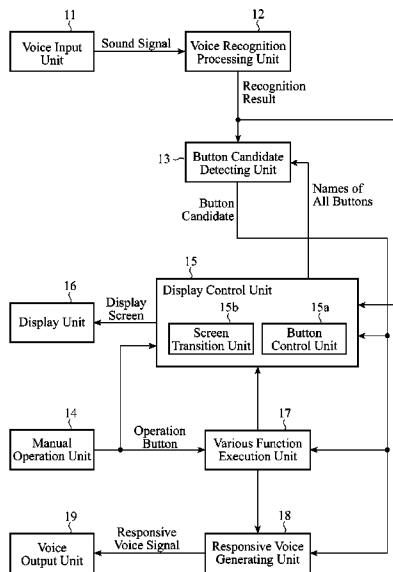 11
Voice Input
Unit
Sound Signal
12
Voice Recognition
Processing Unit
Recognition
Result
13
Button Candidate
Detecting Unit
Button
Candidate
Names of
All Buttons
15
Display Control Unit
15b
Screen
Transition Unit
15a
Button
Control Unit
16
Display Unit
Display
Screen
14
Manual
Operation Unit
Operation
Button
17
Various Function
Execution Unit
19
Voice
Output Unit
Responsive
Voice Signal
18
Responsive Voice
Generating Unit